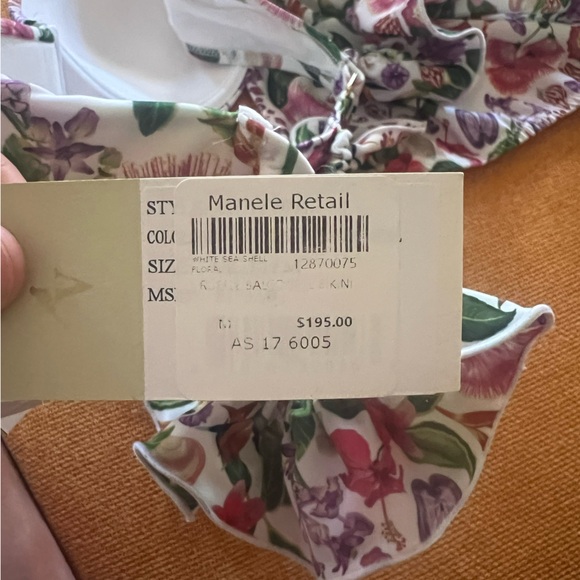 STY
Manele Retail
COLO
WHITE SEA SHELL
FLORAL
12870075
SIZ
MS
M
$195.00
AS 17 6005